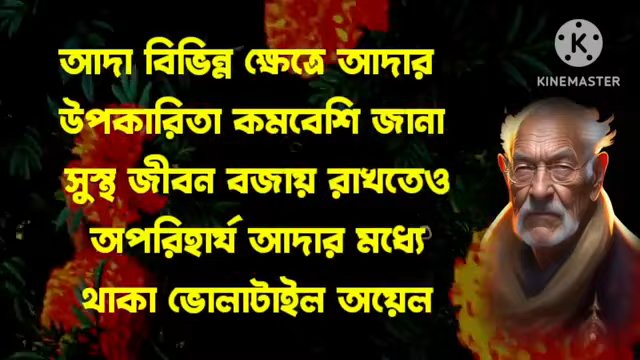 আদা বিভিন্ন ক্ষেত্রে আদার
উপকারিতা কমবেশি জানা
সুস্থ জীবন বজায় রাখতেও
অপরিহার্য আদার মধ্যে
থাকা ভোলাটাইল অয়েল
K
KINEMASTER